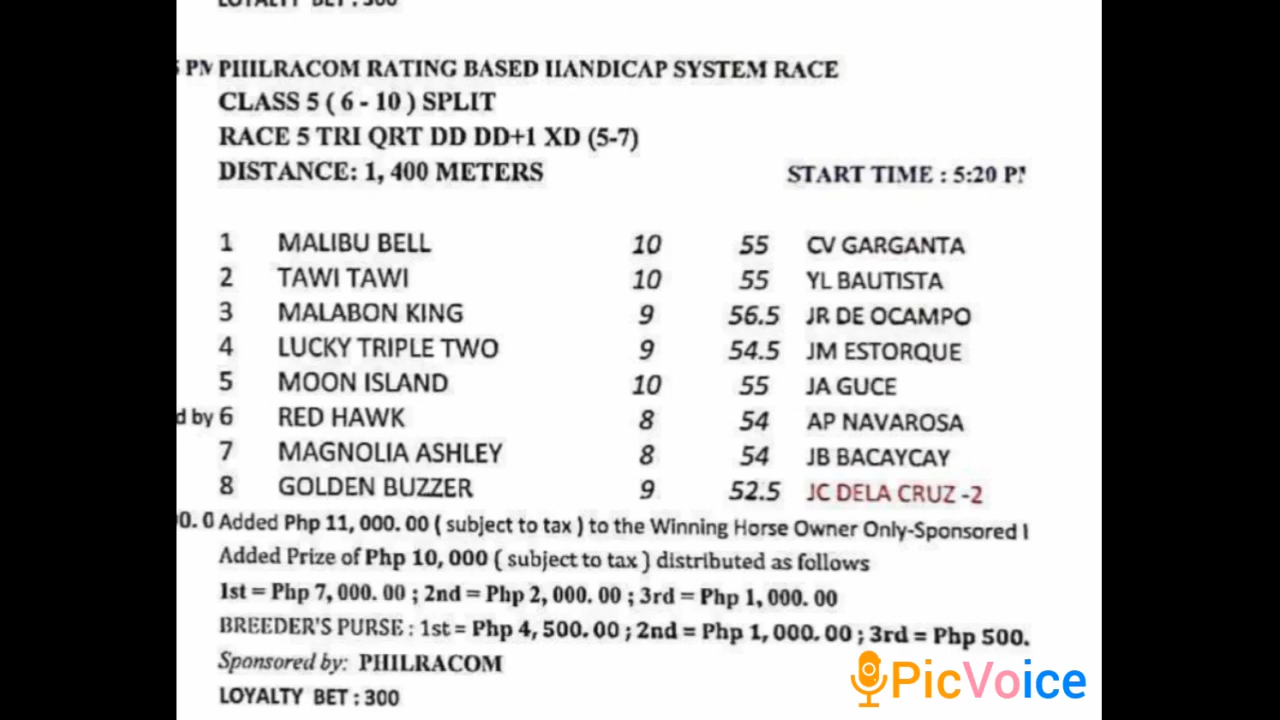 LOYALTY BET : 300
PM PHILRACOM RATING BASED HANDICAP SYSTEM RACE
CLASS 5 ( 6 - 10 ) SPLIT
RACE 5 TRI QRT DD DD+1 XD (5-7)
DISTANCE: 1, 400 METERS START TIME : 5:20 P
1 MALIBU BELL 10 55 CV GARGANTA
2 TAWI TAWI 10 55 YL BAUTISTA
3 MALABON KING 9 56.5 JR DE OCAMPO
4 LUCKY TRIPLE TWO 9 54.5 JM ESTORQUE
5 MOON ISLAND 10 55 JA GUCE
d by 6 RED HAWK 8 54 AP NAVAROSA
7 MAGNOLIA ASHLEY 8 54 JB BACAYCAY
8 GOLDEN BUZZER 9 52.5 JC DELA CRUZ -2
0. 0 Added Php 11, 000. 00 ( subject to tax ) to the Winning Horse Owner Only-Sponsored
Added Prize of Php 10, 000 ( subject to tax ) distributed as follows
1st = Php 7, 000. 00 ; 2nd = Php 2, 000. 00 ; 3rd = Php 1, 000. 00
BREEDER'S PURSE : 1st = Php 4, 500. 00 ; 2nd = Php 1, 000. 00 ; 3rd = Php 500.
Sponsored by: PHILRACOM
LOYALTY BET : 300
PicVoice